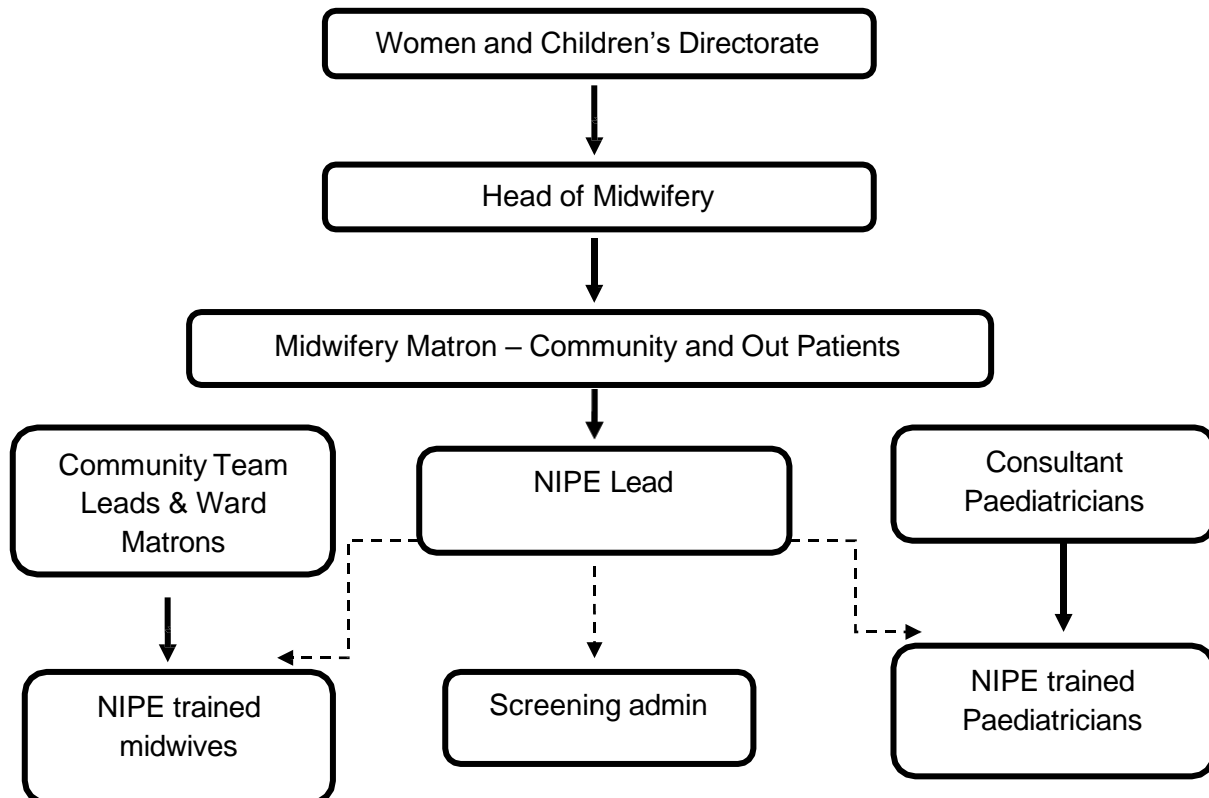 Women and Children’s Directorate
Head of Midwifery
Midwifery Matron – Community and Out Patients
Community Team
Leads & Ward
Matrons
NIPE Lead
Consultant
Paediatricians
NIPE trained
midwives
Screening admin
NIPE trained
Paediatricians